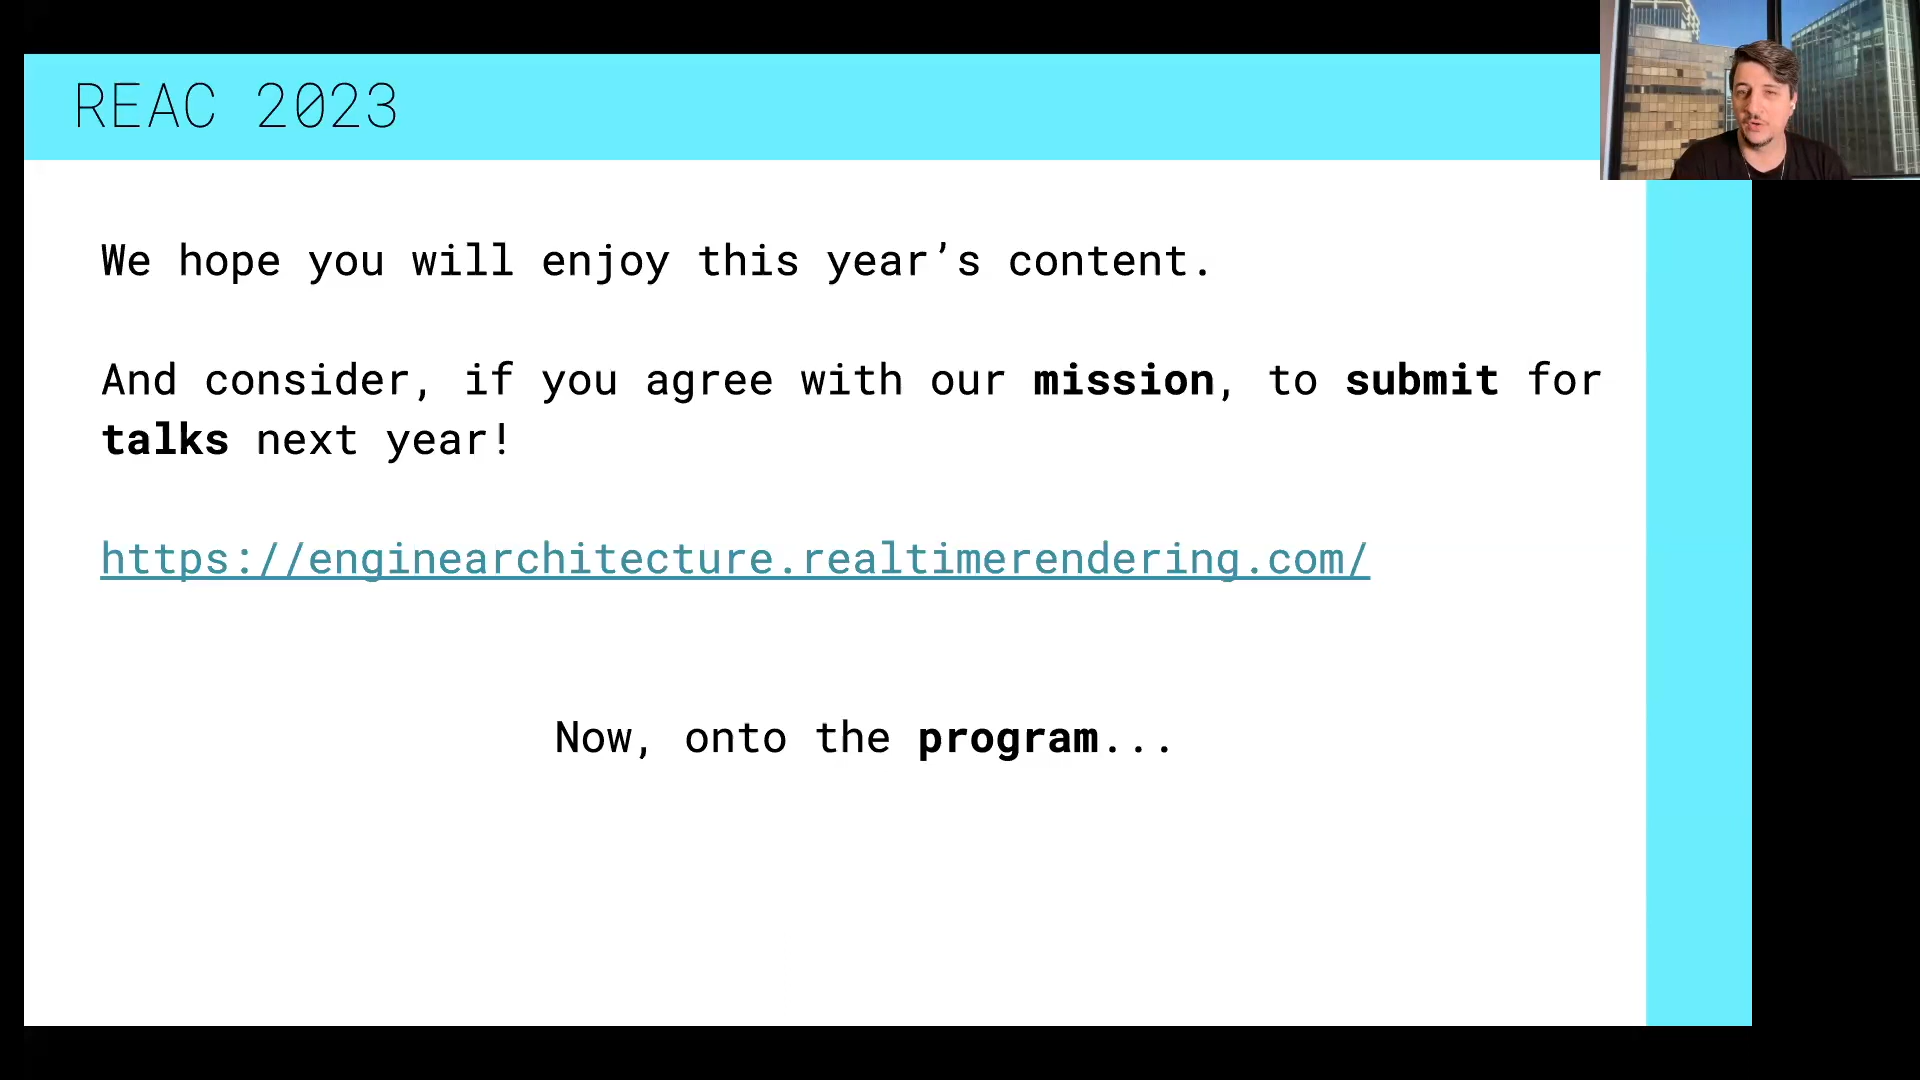 REAC 2023
We hope you will enjoy this year’s content.
And consider, if you agree with our mission, to submit for
talks next year!
https://enginearchitecture.realtimerendering.com/
Now, onto the program...